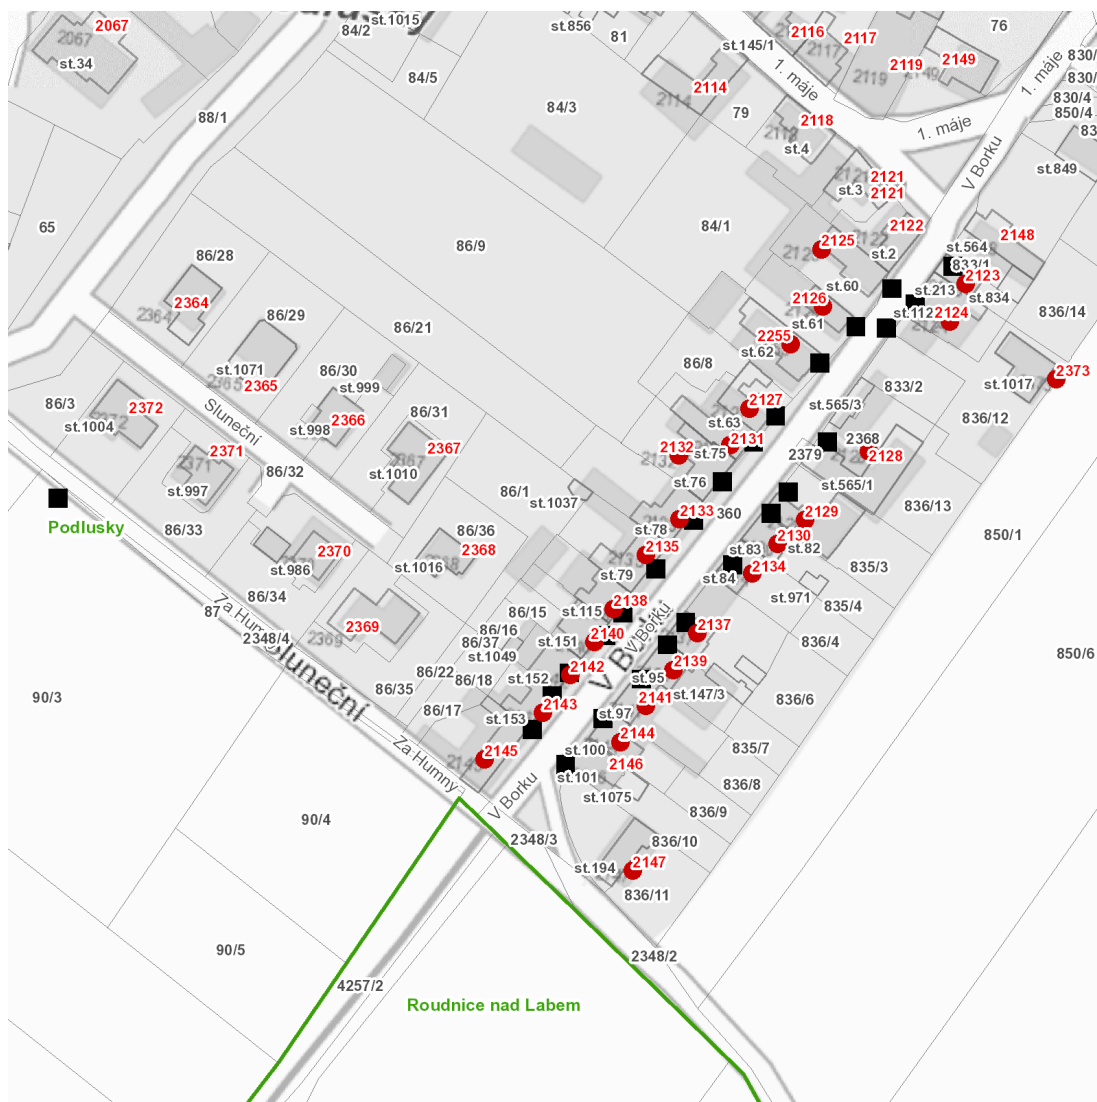 st.1015
2067
2067
st.34
84/2
st.856
81
2116
2117
2117
2119
2119
2149
76
1. máje
830/
830/
830/4
850/4
83
st.145/1
1. máje
84/5
84/3
2114
2114
79
88/1
2118
st.4
1. máje
V Borku
st.849
2121
2121
st.3
65
86/9
84/1
2122
st.2
2125
st.564
2148
833/1
2123
86/28
2364
2364
86/29
st.60
st.213
st.834
2126
st.61
st.112
2124
836/14
86/21
2255
st.62
86/8
833/2
st.1017
2373
st.1071
2365
86/30
st.999
86/3
2372
st.1004
Sluneční
st.998
2366
86/31
2127
st.63
st.565/3
836/12
2367
2131
2379
2368
2128
2371
2371
st.997
86/32
st.1010
2132
st.75
st.76
st.565/1
86/1
st.1037
836/13
Podlusky
86/33
86/36
2133
st.78
360
2129
2130
st.83
st.82
850/1
2370
st.986
2368
st.1016
2135
st.79
st.84
2134
835/3
86/34
st.971
835/4
87
Za Humny
2348/4
2369
2369
86/15
st.115
2138
V Borku
86/16
86/37
st.1049
st.151
2140
2137
836/4
Sluneční
850/6
86/22
86/18
st.152
2142
V Borku
st.95
2139
90/3
86/35
86/17
st.153
2143
st.147/3
2141
836/6
st.97
Za Humny
2145
st.100
2144
2146
835/7
st.101
st.1075
836/8
V Borku
836/9
90/4
2348/3
836/10
st.194
2147
836/11
90/5
2348/2
4257/2
Roudnice nad Labem